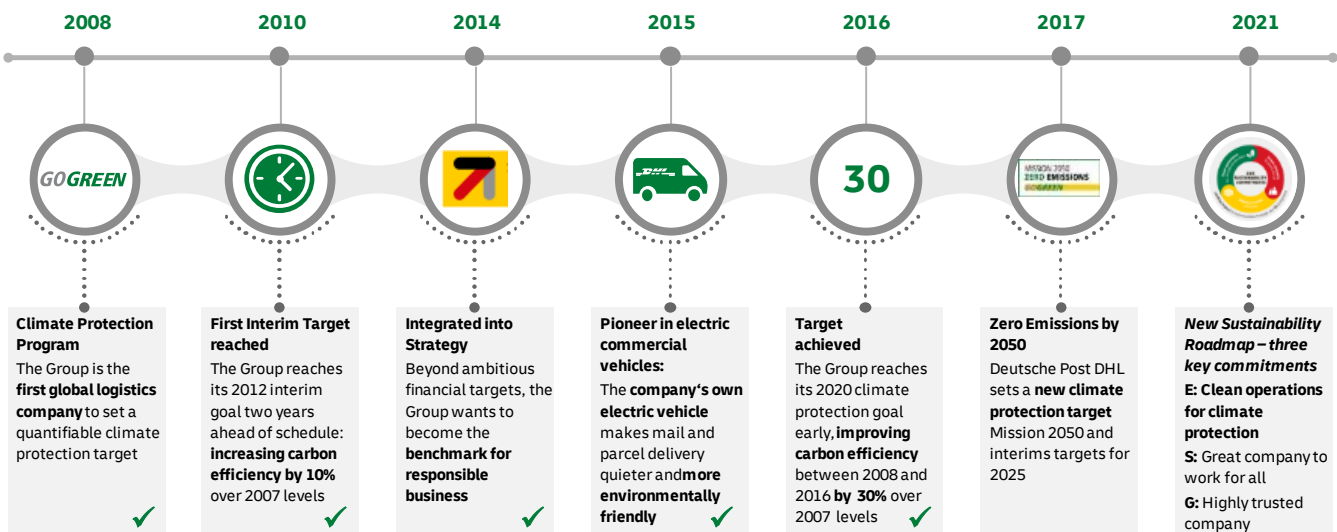 2008
2010
2014
2015
2016
2017
2021
GOGREEN
DHL
30
MISSION 2050
ZERO EMISSIONS
GOGREEN
OUR
SUSTAINABILITY
Climate Protection
Program
The Group is the
first global logistics
company to set a
quantifiable climate
protection target
First Interim Target
reached
The Group reaches
its 2012 interim
goal two years
ahead of schedule:
increasing carbon
efficiency by 10%
over 2007 levels
Integrated into
Strategy
Beyond ambitious
financial targets, the
Group wants to
become the
benchmark for
responsible
business
Pioneer in electric
commercial
vehicles:
The company‘s own
electric vehicle
makes mail and
parcel delivery
quieter andmore
environmentally
friendly
Target
achieved
The Group reaches
its 2020 climate
protection goal
early, improving
carbon efficiency
between 2008 and
2016 by 30% over
2007 levels
Zero Emissions by
2050
Deutsche Post DHL
sets a new climate
protection target
Mission 2050 and
interims targets for
2025
New Sustainability
Roadmap – three
key commitments
E: Clean operations
for climate
protection
S: Great company to
work for all
G: Highly trusted
company